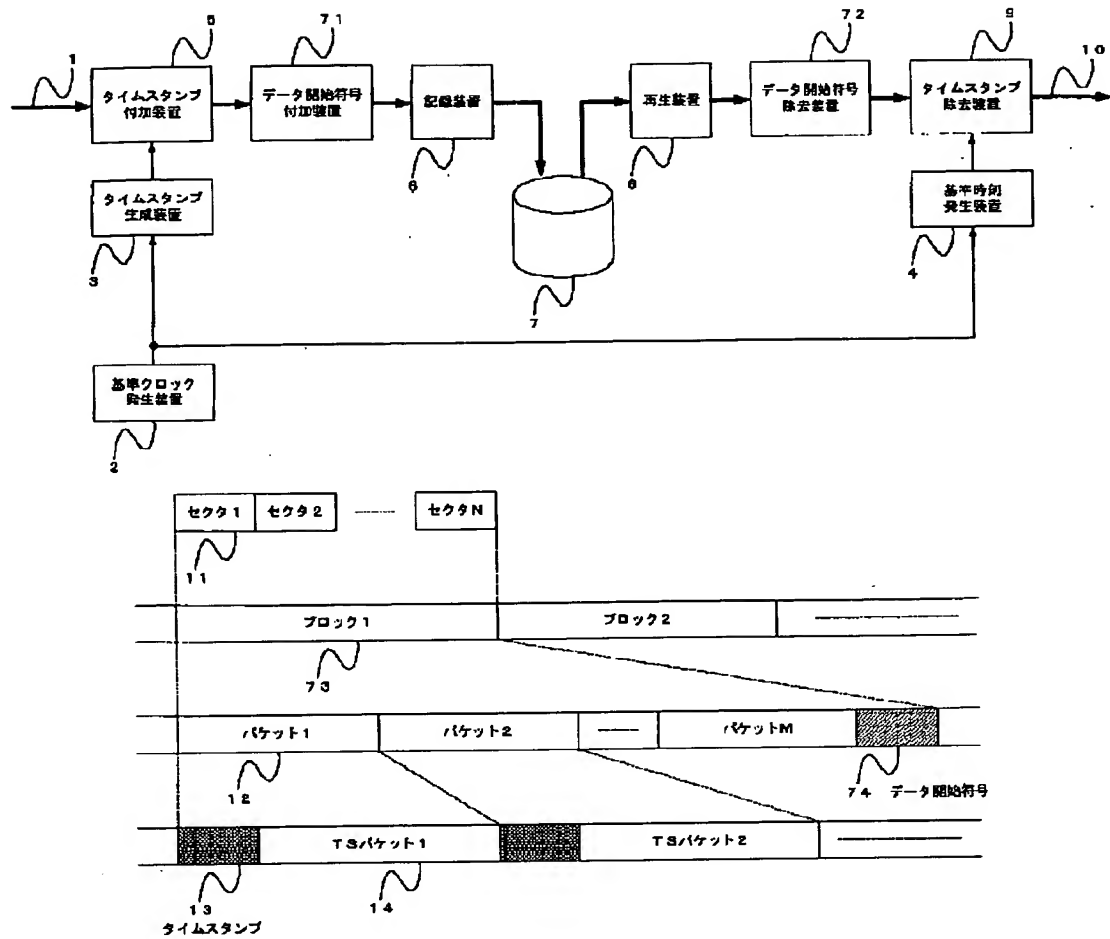 5
71
72
9
1
10
タイムスタンプ
付加装置
データ開始符号
付加装置
記録装置
再生装置
データ開始符号
除去装置
タイムスタンプ
除去装置
6
8
タイムスタンプ
生成装置
基準時刻
発生装置
3
7
4
基準クロック
発生装置
2
セクタ1 セクタ2 セクタN
11
ブロック1 ブロック2
73
パケット1 パケット2 パケットM
12
74 データ開始符号
TSパケット1 TSパケット2
13
タイムスタンプ
14